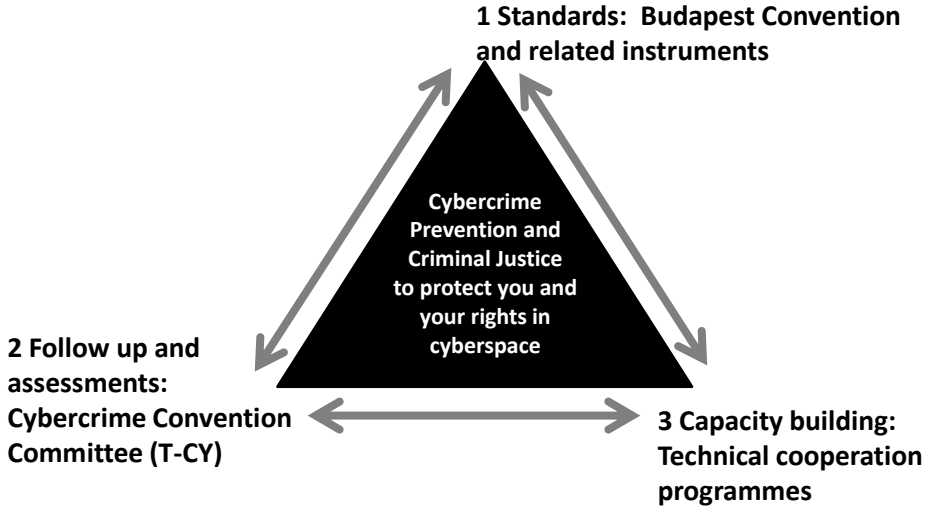 1 Standards:  Budapest Convention
and related instruments
Cybercrime
Prevention and
Criminal Justice
to protect you and
your rights in
cyberspace
2 Follow up and
assessments:
Cybercrime Convention
Committee (T-CY)
3 Capacity building:
Technical cooperation
programmes